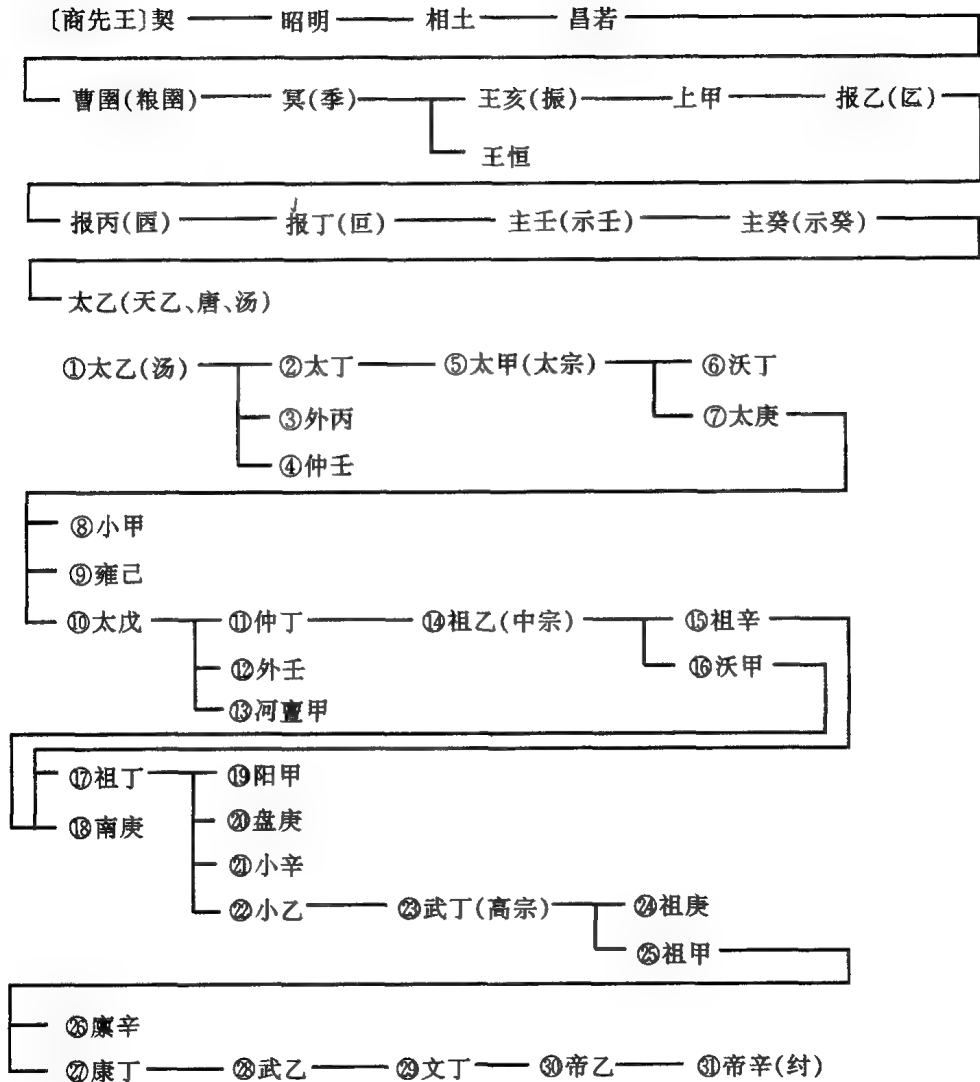 〔商先王〕契 昭明 相土 昌若
曹圉(粮圉) 冥(季) 王亥(振) 上甲 报乙(匞)
王恒
报丙() 报丁() 主壬(示壬) 主癸(示癸)
太乙(天乙、唐、汤)
①太乙(汤) ②太丁 ⑤太甲(太宗) ⑥沃丁
③外丙 ⑦太庚
④仲壬
⑧小甲
⑨雍己
⑩太戊 ⑪仲丁 ⑭祖乙(中宗) ⑮祖辛
⑫外壬 ⑯沃甲
⑬河亶甲
⑰祖丁 ⑲阳甲
⑱南庚 ⑳盘庚
㉑小辛
㉒小乙 ㉓武丁(高宗) ㉔祖庚
㉕祖甲
㉖廪辛
㉗康丁 ㉘武乙 ㉙文丁 ㉚帝乙 ㉛帝辛(纣)